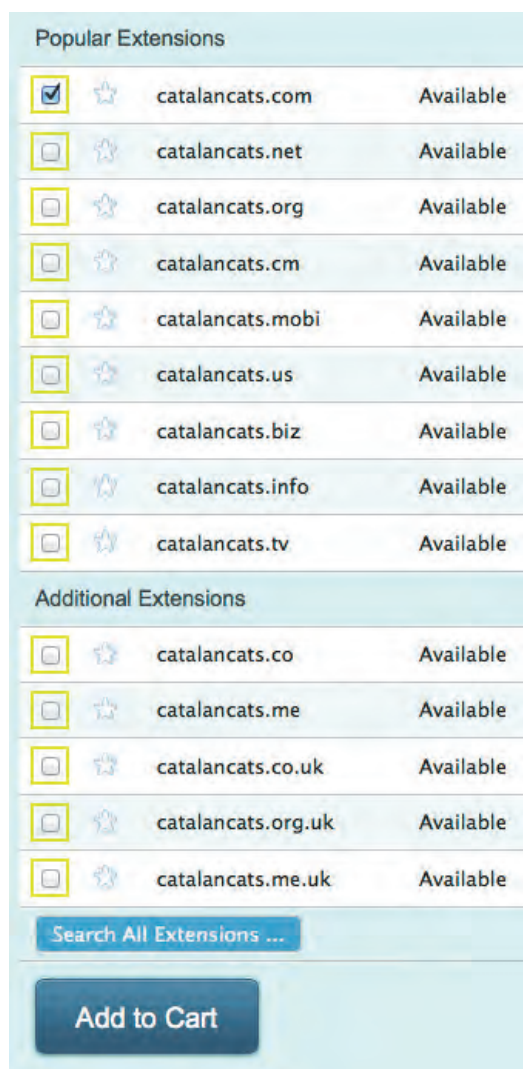 Popular Extensions
catalancats.com Available
catalancats.net Available
catalancats.org Available
catalancats.cm Available
catalancats.mobi Available
catalancats.us Available
catalancats.biz Available
catalancats.info Available
catalancats.tv Available
Additional Extensions
catalancats.co Available
catalancats.me Available
catalancats.co.uk Available
catalancats.org.uk Available
catalancats.me.uk Available
Search All Extensions ...
Add to Cart